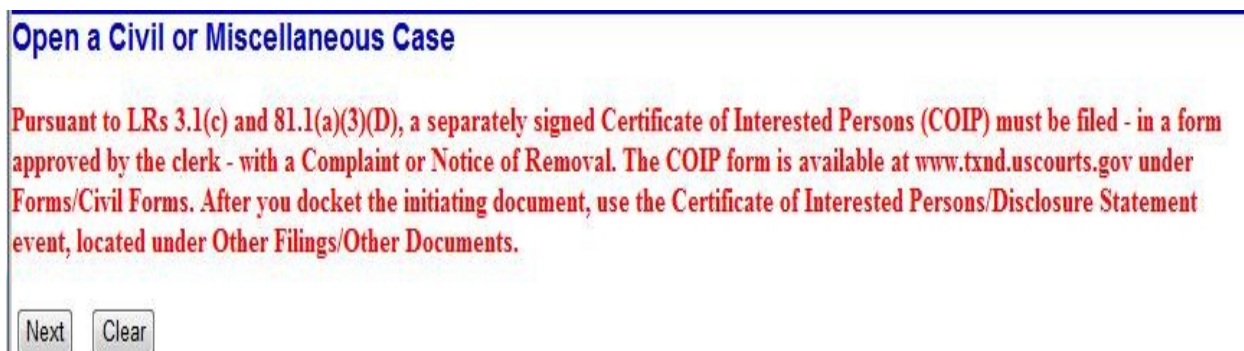 Open a Civil or Miscellaneous Case
Pursuant to LRs 3.1(c) and 81.1(a)(3)(D), a separately signed Certificate of Interested Persons (COIP) must be filed - in a form
approved by the clerk - with a Complaint or Notice of Removal. The COIP form is available at www.txnd.uscourts.gov under
Forms/Civil Forms. After you docket the initiating document, use the Certificate of Interested Persons/Disclosure Statement
event, located under Other Filings/Other Documents.
Next Clear